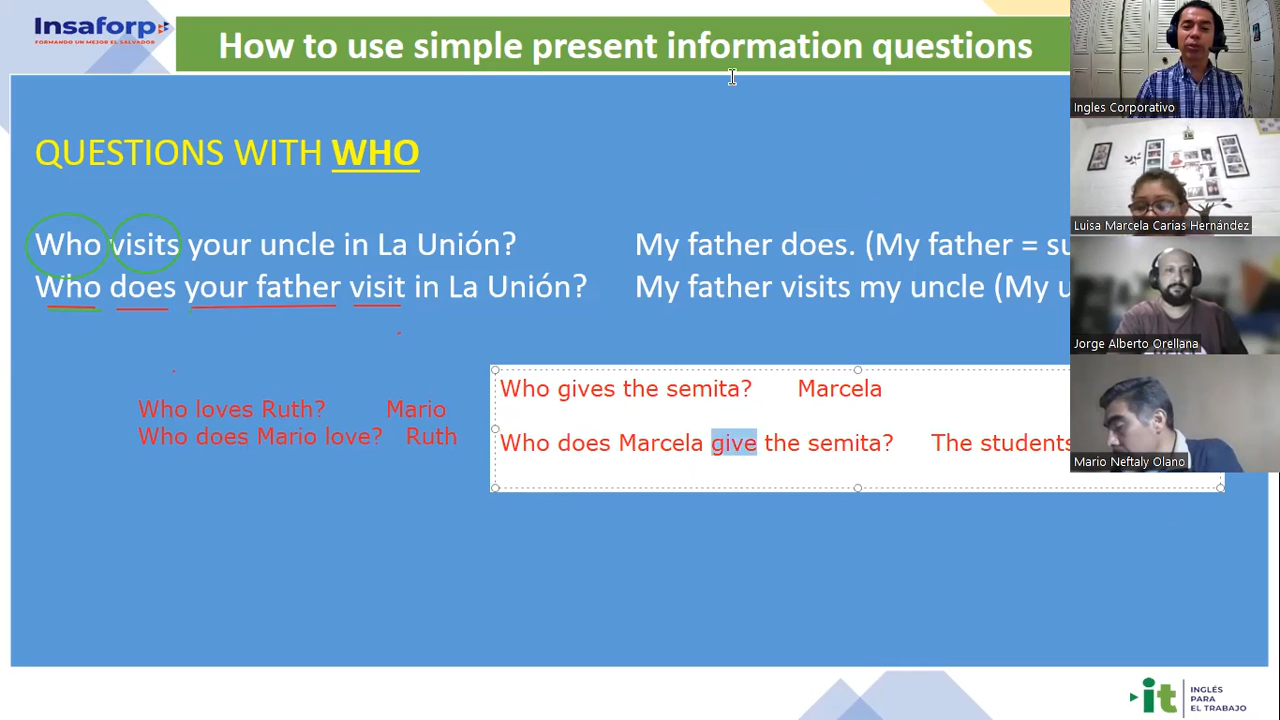 Insaforp
FORMANDO UN MEJOR EL SALVADOR
How to use simple present information questions
QUESTIONS WITH WHO
Who visits your uncle in La Unión? My father does. (My father = su
Who does your father visit in La Unión? My father visits my uncle (My u
Who loves Ruth? Mario
Who does Mario love? Ruth
Who gives the semita? Marcela
Who does Marcela give the semita? The students
Ingles Corporativo
Luisa Marcela Carias Hernández
Jorge Alberto Orellana
Mario Neftaly Olano
it INGLÉS
PARA
EL TRABAJO